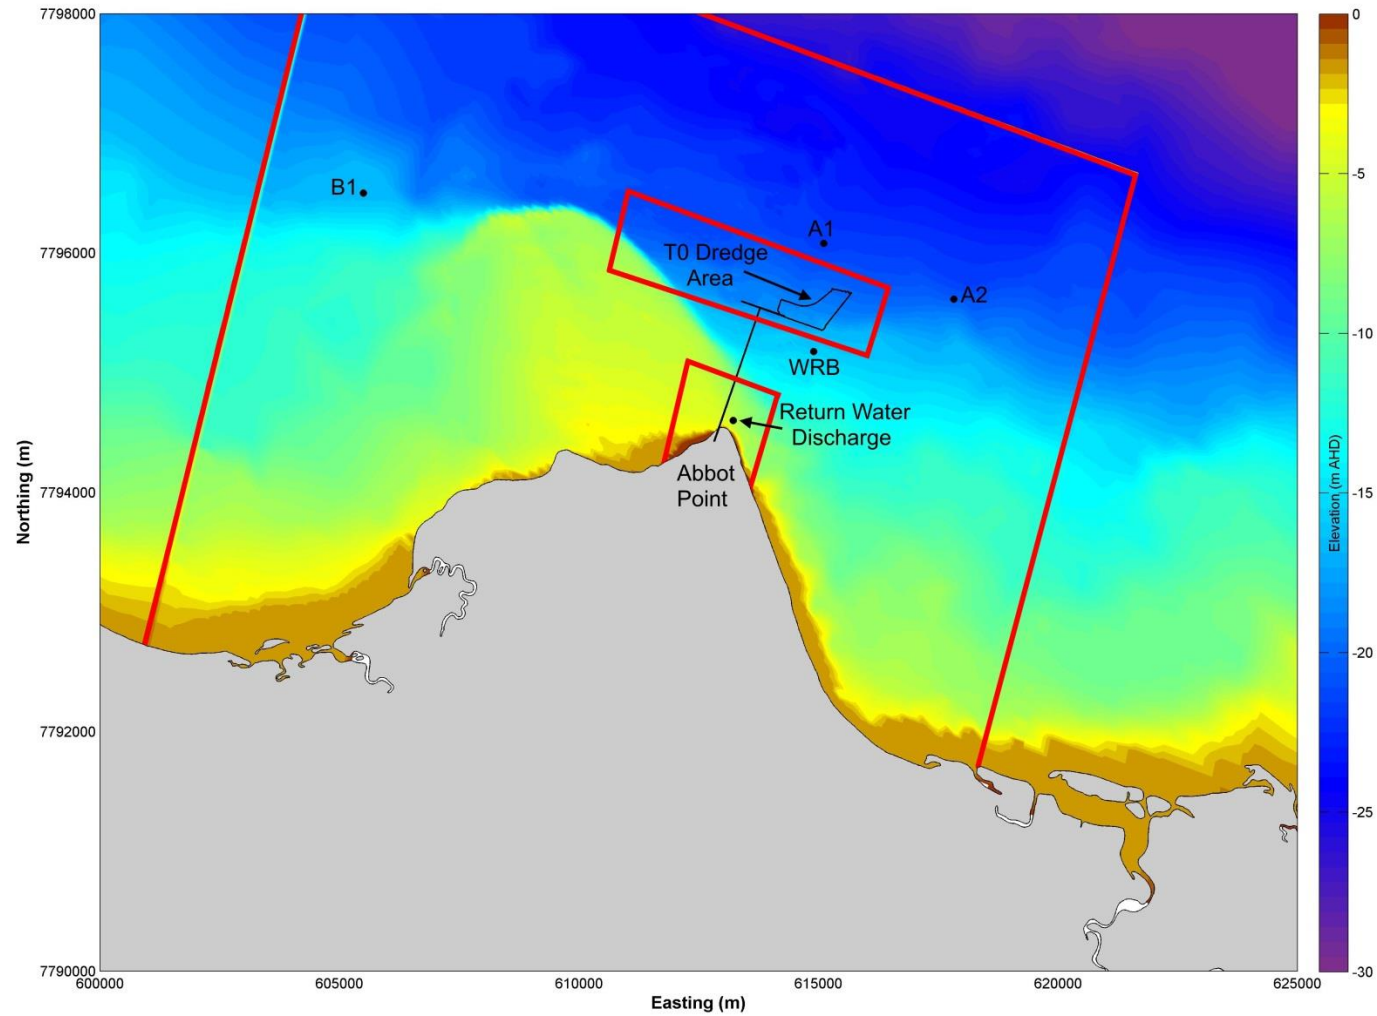 7798000
7796000
7794000
7792000
7790000
Northing (m)
600000
605000
610000
615000
620000
625000
Easting (m)
B1
A1
T0 Dredge
Area
A2
WRB
Return Water
Discharge
Abbot
Point
0
-5
-10
-15
-20
-25
-30
Elevation (m AHD)